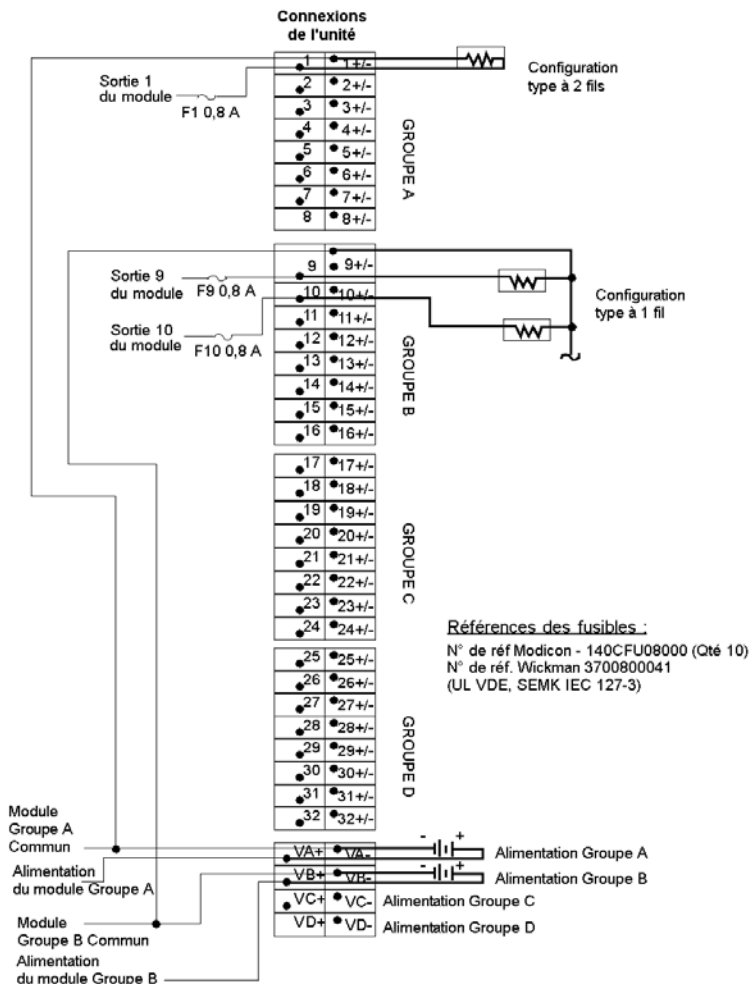 Connexions
de l'unité
1 1+/-
Sortie 1
du module
F1 0,8 A
Configuration
type à 2 fils
2 2+/-
3 3+/-
4 4+/-
5 5+/-
6 6+/-
7 7+/-
8 8+/-
GROUPE A
9 9+/-
Sortie 9
du module
F9 0,8 A
10 10+/-
Sortie 10
du module
F10 0,8 A
Configuration
type à 1 fil
11 11+/-
12 12+/-
13 13+/-
14 14+/-
15 15+/-
16 16+/-
GROUPE B
17 17+/-
18 18+/-
19 19+/-
20 20+/-
21 21+/-
22 22+/-
23 23+/-
24 24+/-
GROUPE C
Références des fusibles :
N° de réf Modicon - 140CFU08000 (Qté 10)
N° de réf. Wickman 3700800041
(UL VDE, SEMK IEC 127-3)
25 25+/-
26 26+/-
27 27+/-
28 28+/-
29 29+/-
30 30+/-
31 31+/-
32 32+/-
GROUPE D
Module
Groupe A
Commun
- +
VA+ VA- Alimentation Groupe A
Alimentation
du module Groupe A
- +
VB+ VB- Alimentation Groupe B
VC+ VC- Alimentation Groupe C
VD+ VD- Alimentation Groupe D
Module
Groupe B Commun
Alimentation
du module Groupe B